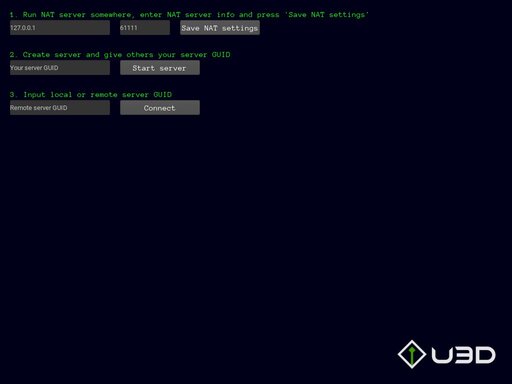 1. Run NAT server somewhere, enter NAT server info and press 'Save NAT settings'
127.0.0.1 61111 Save NAT settings
2. Create server and give others your server GUID
Your server GUID Start server
3. Input local or remote server GUID
Remote server GUID Connect
U3D